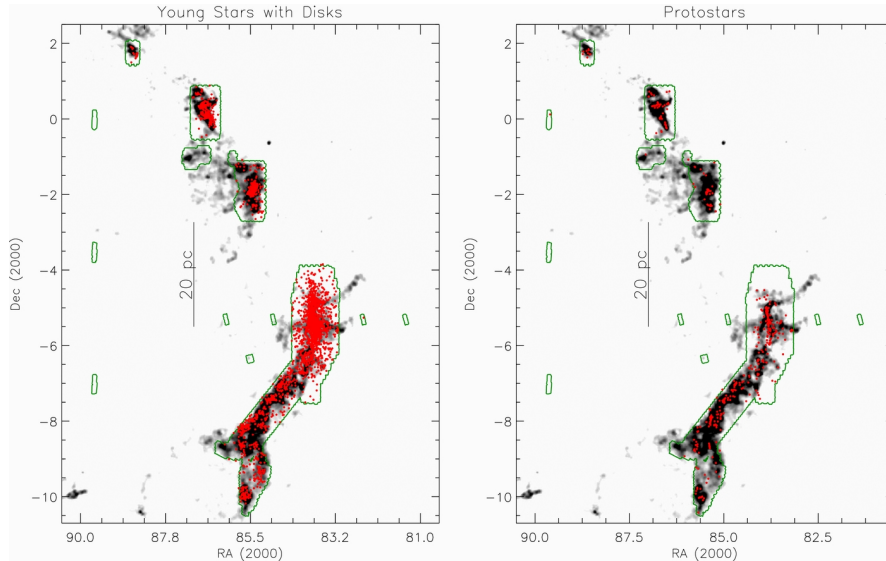 Young Stars with Disks
Protostars
2
0
−2
−4
−6
−8
−10
Dec (2000)
20 pc
90.0 87.8 85.5 83.2 81.0
RA (2000)
2
0
−2
−4
−6
−8
−10
Dec (2000)
20 pc
90.0 87.5 85.0 82.5
RA (2000)